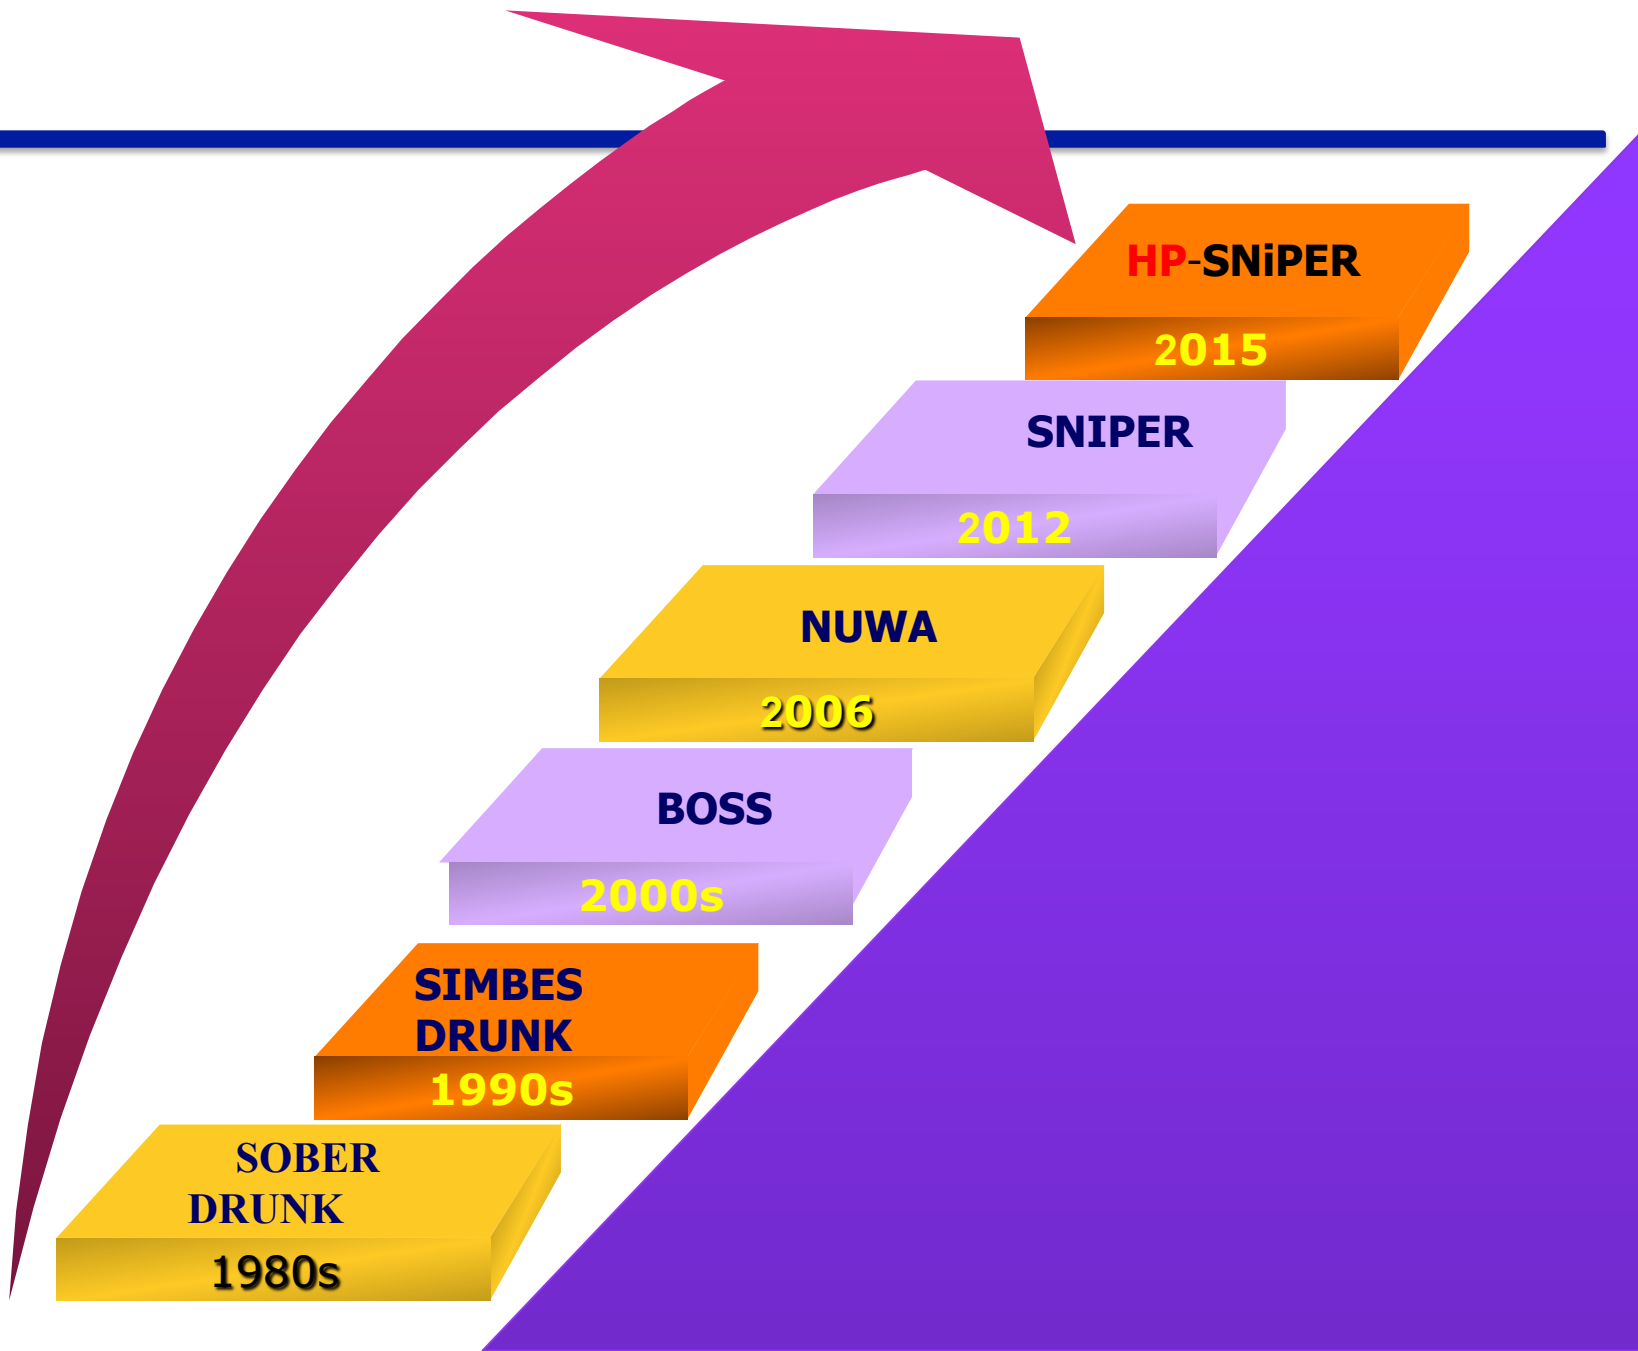 HP-SNiPER
2015
SNIPER
2012
NUWA
2006
BOSS
2000s
SIMBES
DRUNK
1990s
SOBER
DRUNK
1980s